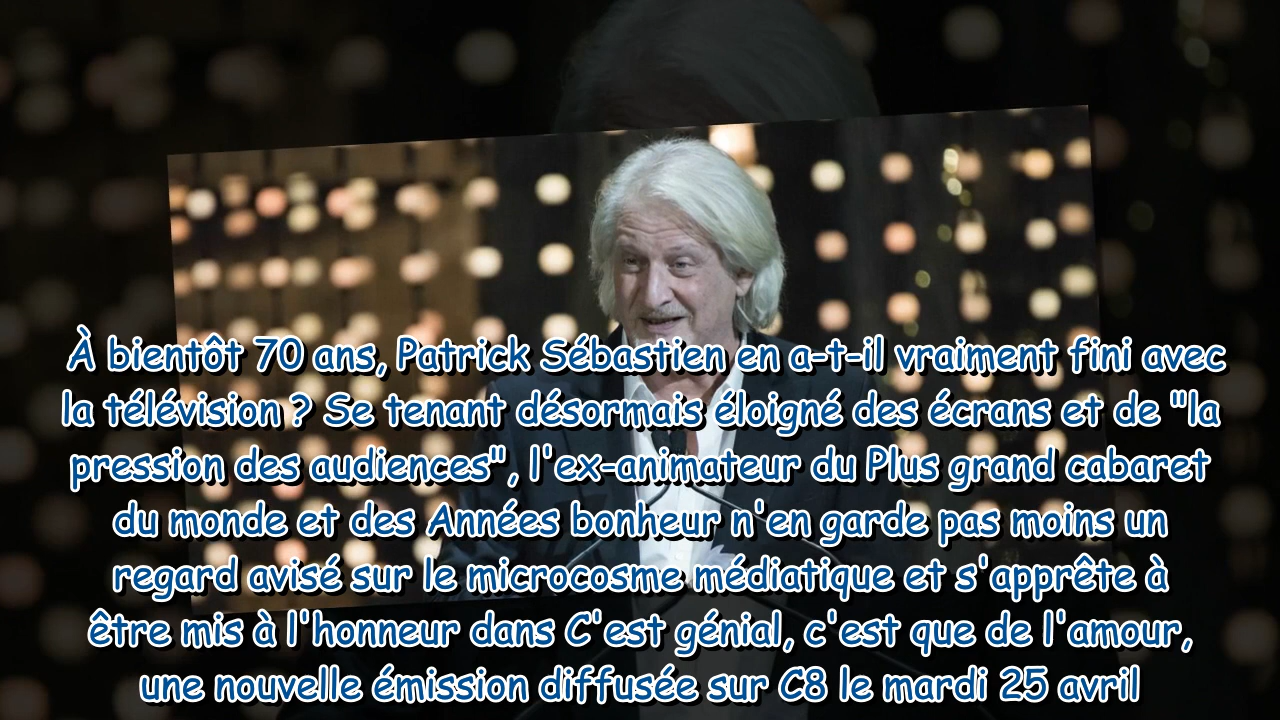 À bientôt 70 ans, Patrick Sébastien en a-t-il vraiment fini avec
la télévision ? Se tenant désormais éloigné des écrans et de "la
pression des audiences", l'ex-animateur du Plus grand cabaret
du monde et des Années bonheur n'en garde pas moins un
regard avisé sur le microcosme médiatique et s'apprête à
être mis à l'honneur dans C'est génial, c'est que de l'amour,
une nouvelle émission diffusée sur C8 le mardi 25 avril